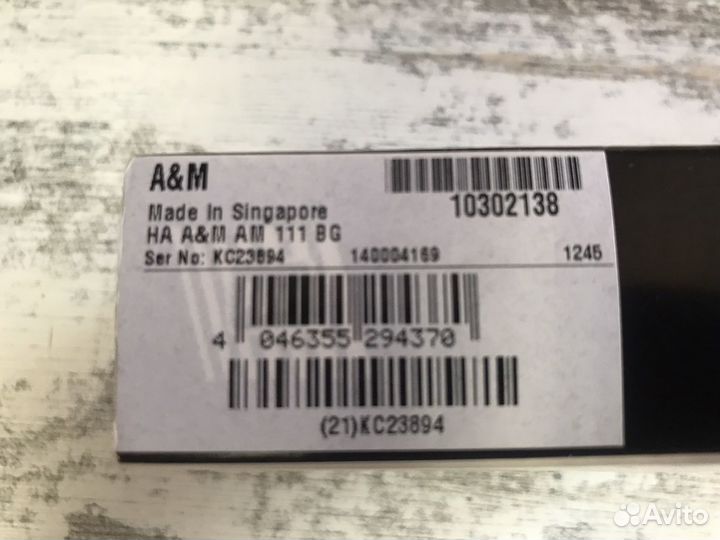 A&M
Made In Singapore
HA A&M AM 111 BG
10302138
Ser No: KC23894 140004169 1245
4 046355 294370
(21)KC23894
Avito